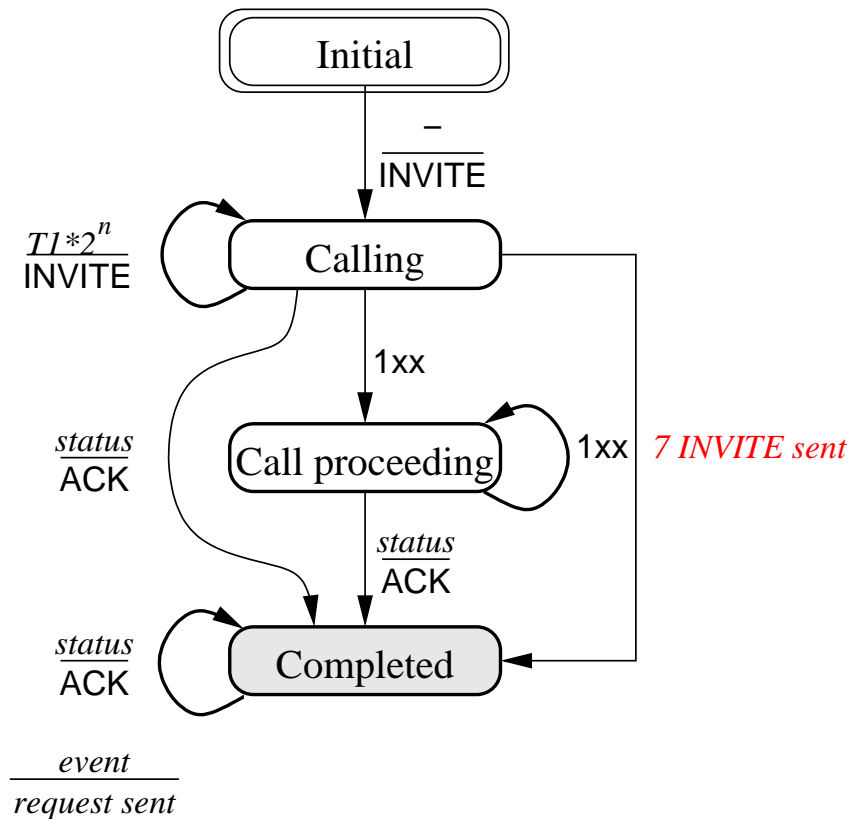 Initial
–
INVITE
T1*2^n
INVITE
Calling
1xx
status
ACK
Call proceeding
1xx
7 INVITE sent
status
ACK
status
ACK
Completed
event
request sent